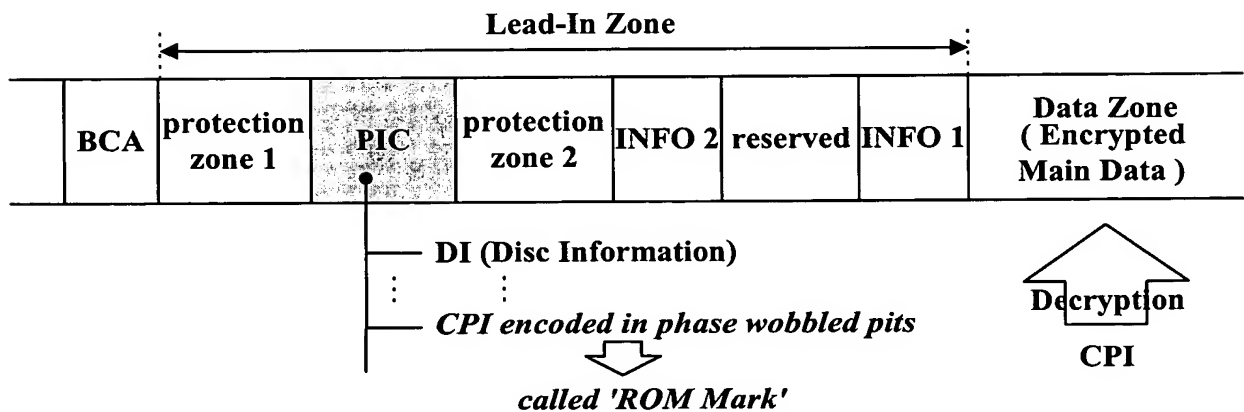 Lead-In Zone
BCA
protection
zone 1
PIC
protection
zone 2
INFO 2
reserved
INFO 1
Data Zone
( Encrypted
Main Data )
DI (Disc Information)
CPI encoded in phase wobbled pits
called 'ROM Mark'
Decryption
CPI